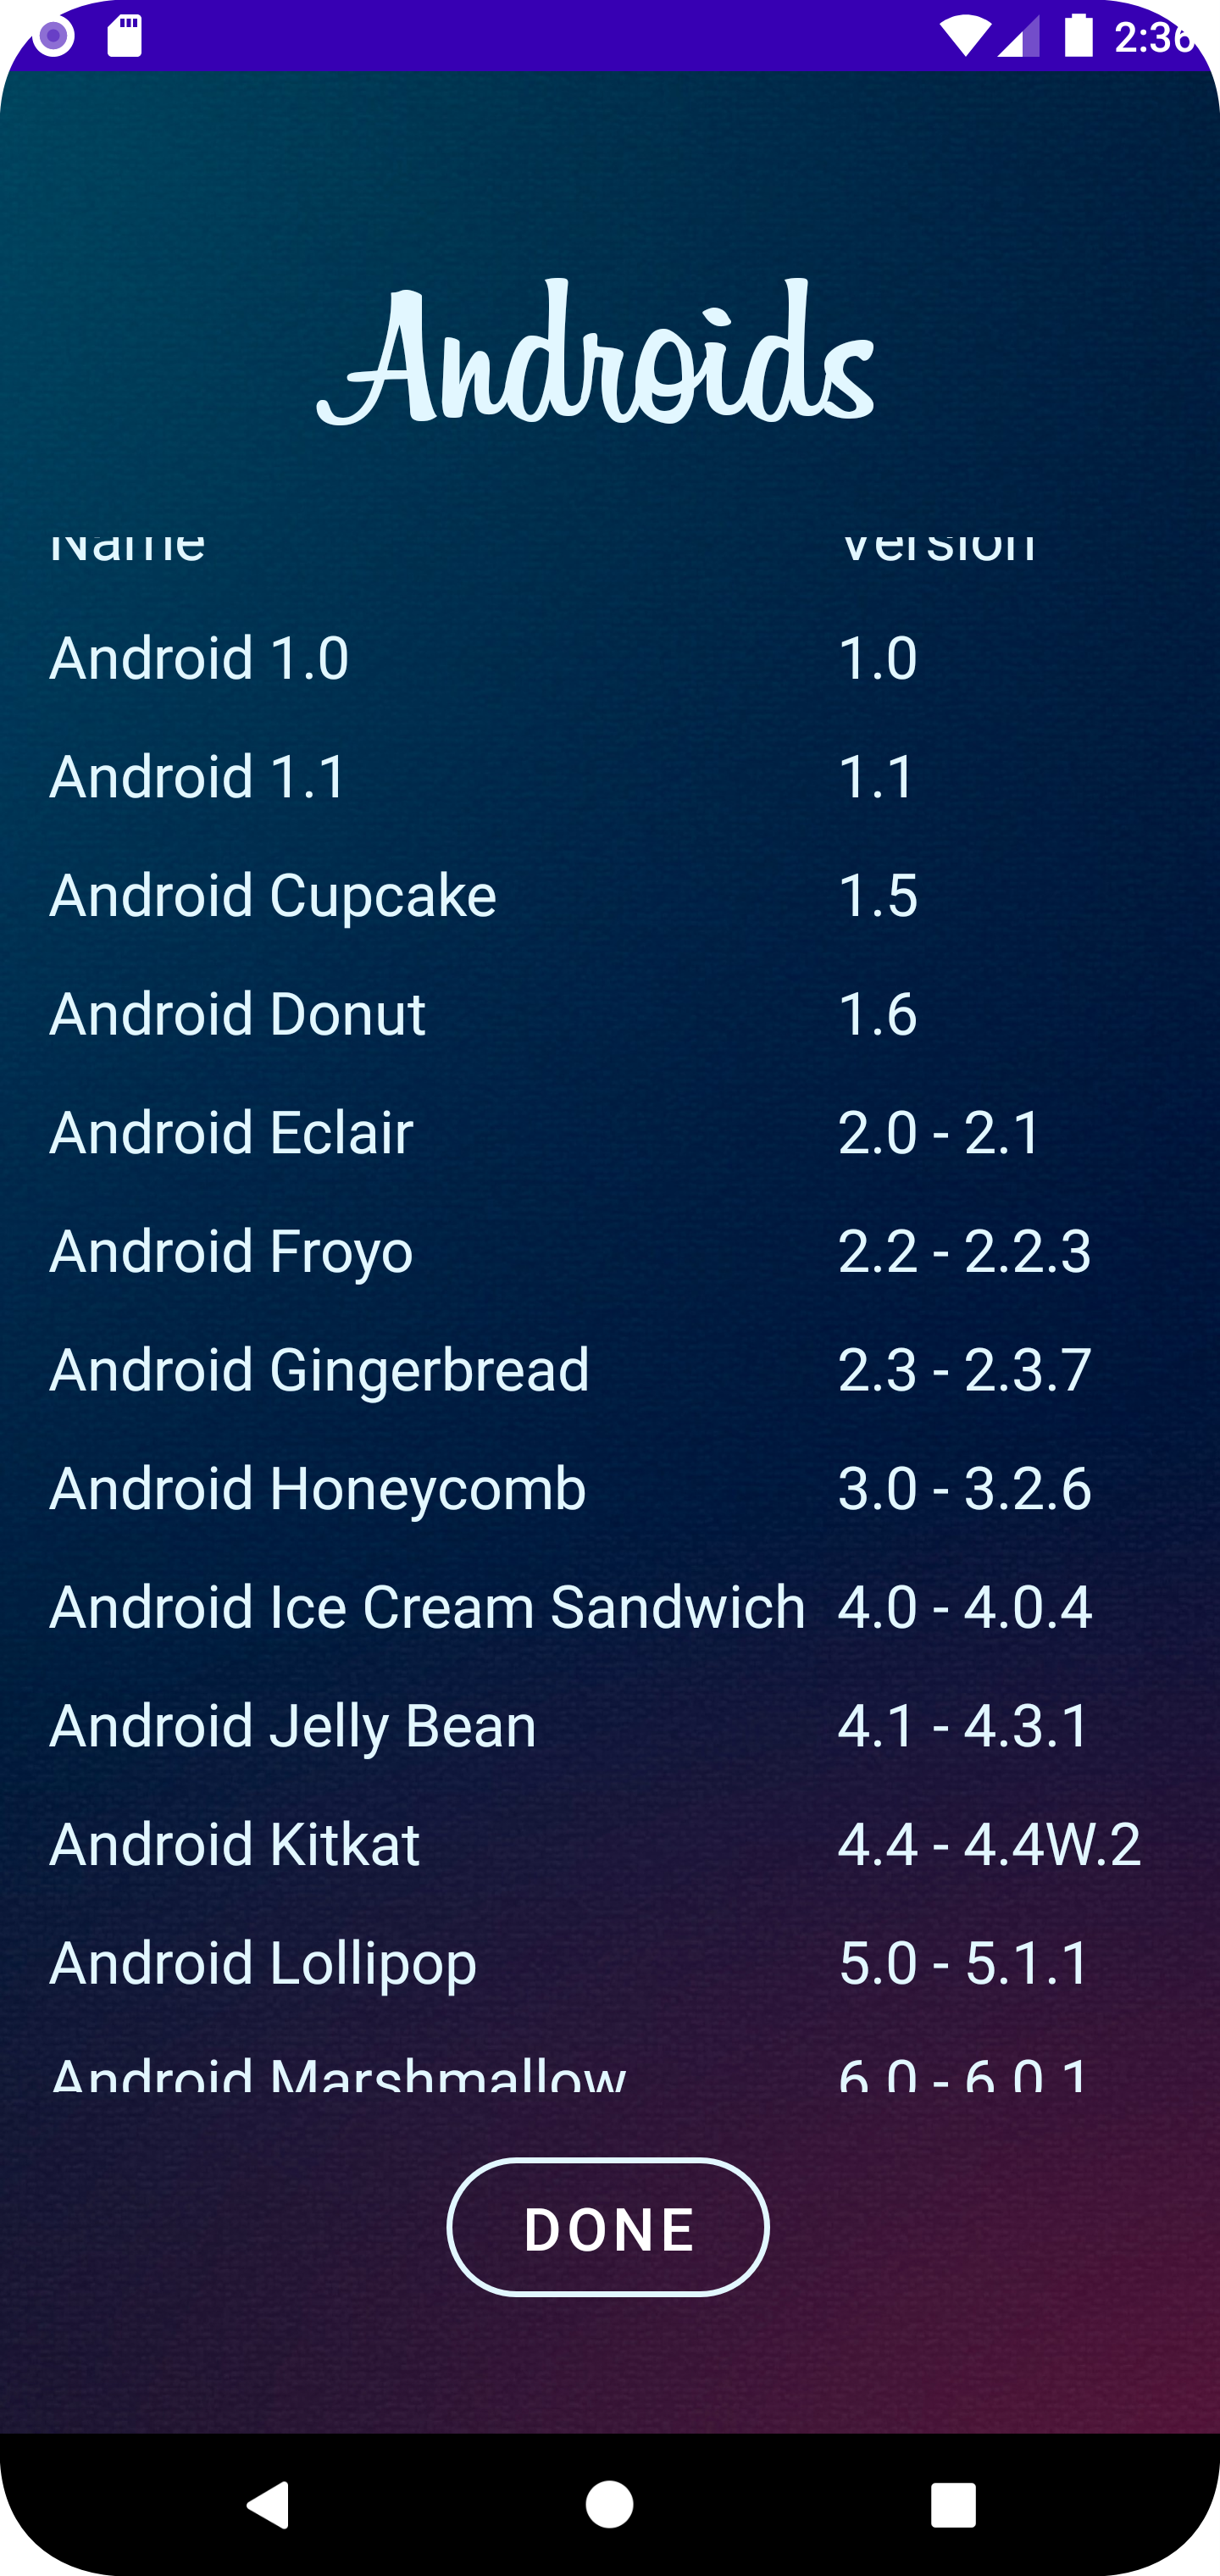 2:36
Androids
Name Version
Android 1.0 1.0
Android 1.1 1.1
Android Cupcake 1.5
Android Donut 1.6
Android Eclair 2.0 - 2.1
Android Froyo 2.2 - 2.2.3
Android Gingerbread 2.3 - 2.3.7
Android Honeycomb 3.0 - 3.2.6
Android Ice Cream Sandwich 4.0 - 4.0.4
Android Jelly Bean 4.1 - 4.3.1
Android Kitkat 4.4 - 4.4W.2
Android Lollipop 5.0 - 5.1.1
Android Marshmallow 6.0 - 6.0.1
DONE